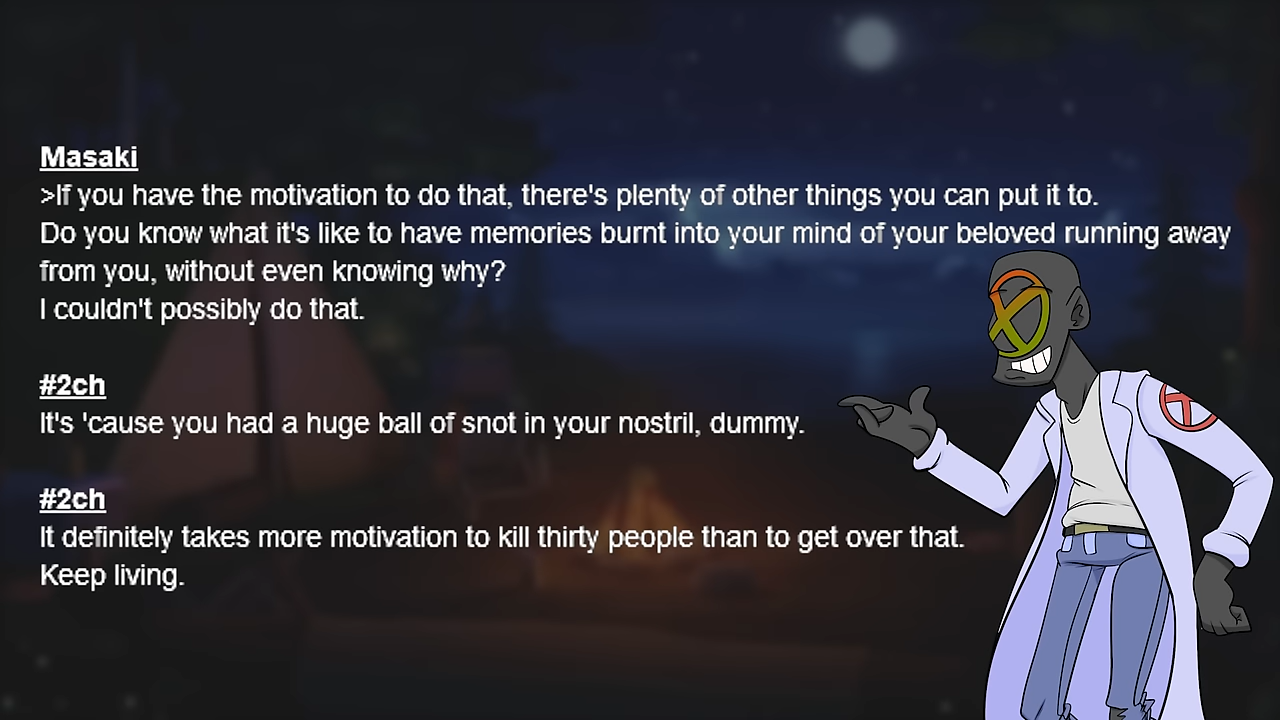 Masaki
>If you have the motivation to do that, there's plenty of other things you can put it to.
Do you know what it's like to have memories burnt into your mind of your beloved running away
from you, without even knowing why?
I couldn't possibly do that.
#2ch
It's 'cause you had a huge ball of snot in your nostril, dummy.
#2ch
It definitely takes more motivation to kill thirty people than to get over that.
Keep living.